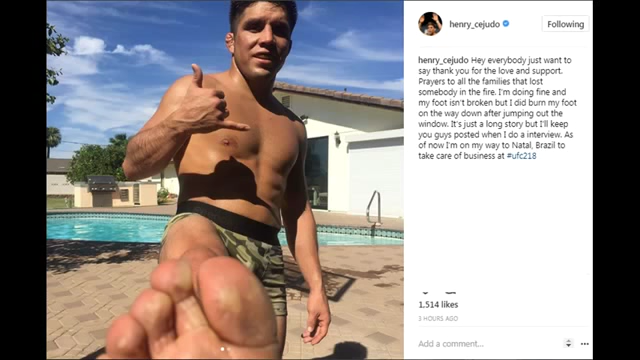 henry_cejudo
Following
henry_cejudo Hey everybody just want to
say thank you for the love and support.
Prayers to all the families that lost
somebody in the fire. I'm doing fine and
my foot isn't broken but I did burn my foot
on the way down after jumping out the
window. It's just a long story but I'll keep
you guys posted when I do a interview. As
of now I'm on my way to Natal, Brazil to
take care of business at #ufc218
1,514 likes
3 HOURS AGO
Add a comment...